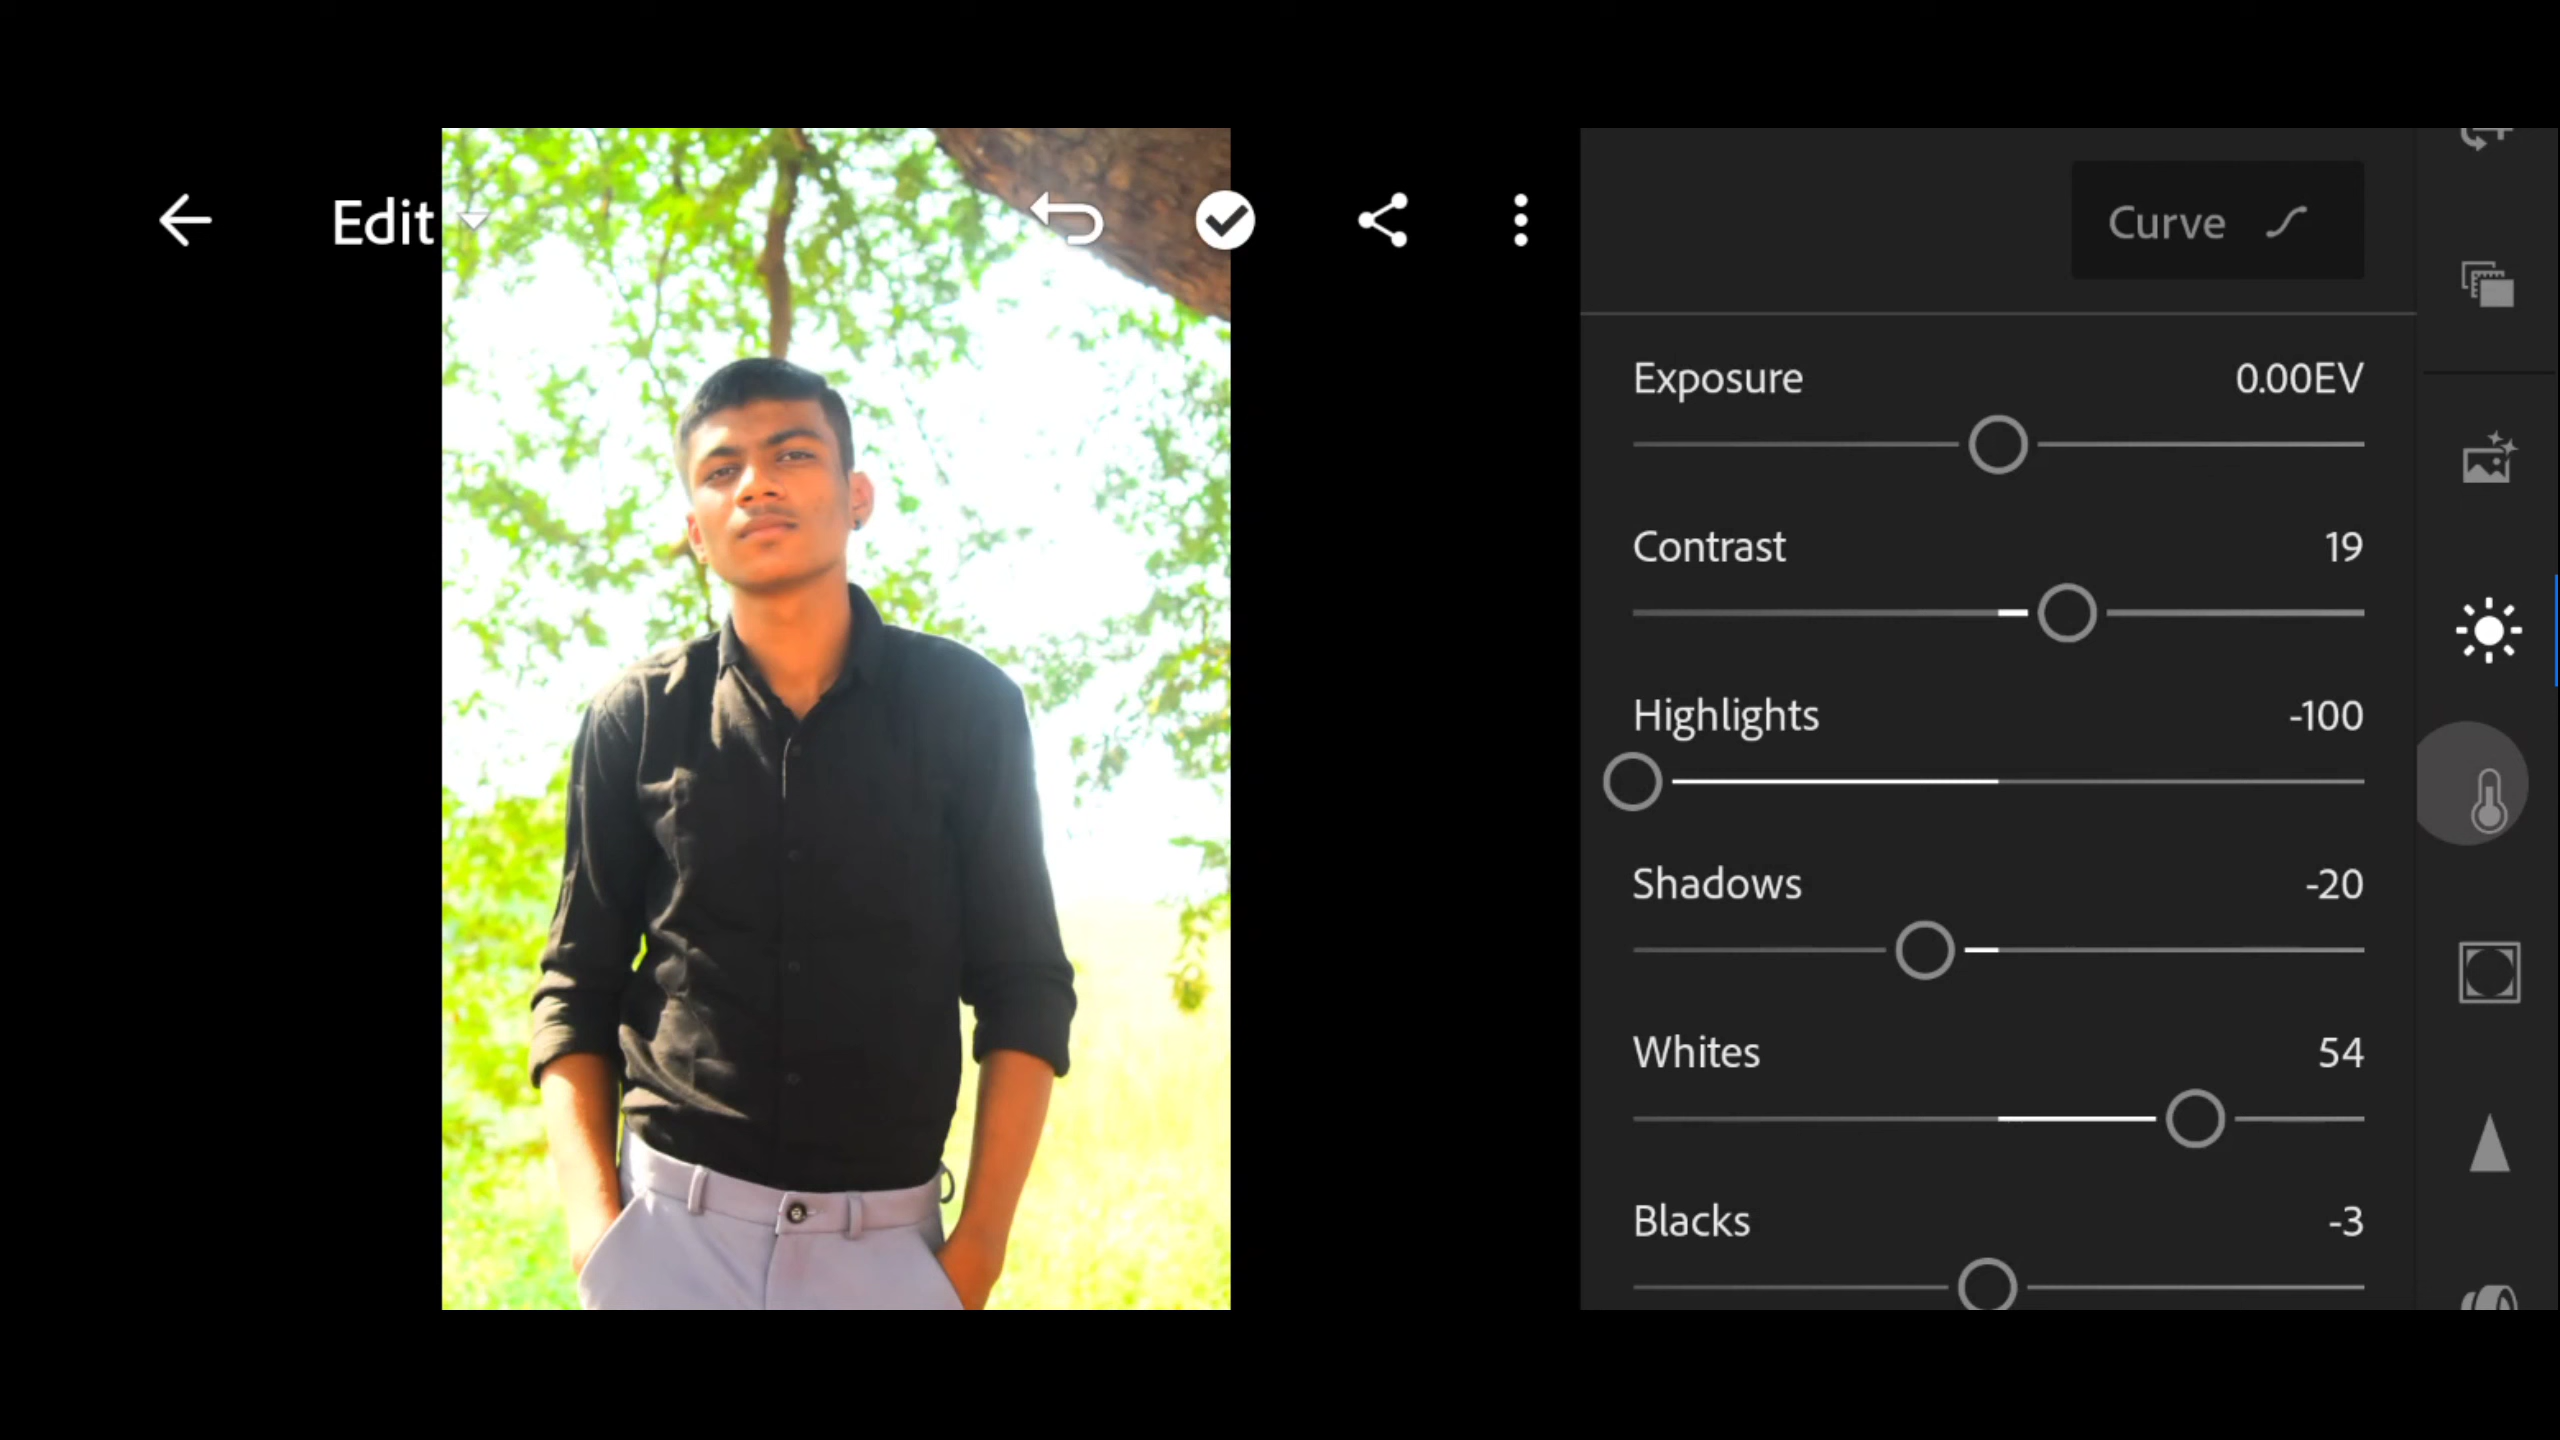 Edit
Curve
Exposure 0.00EV
Contrast 19
Highlights -100
Shadows -20
Whites 54
Blacks -3